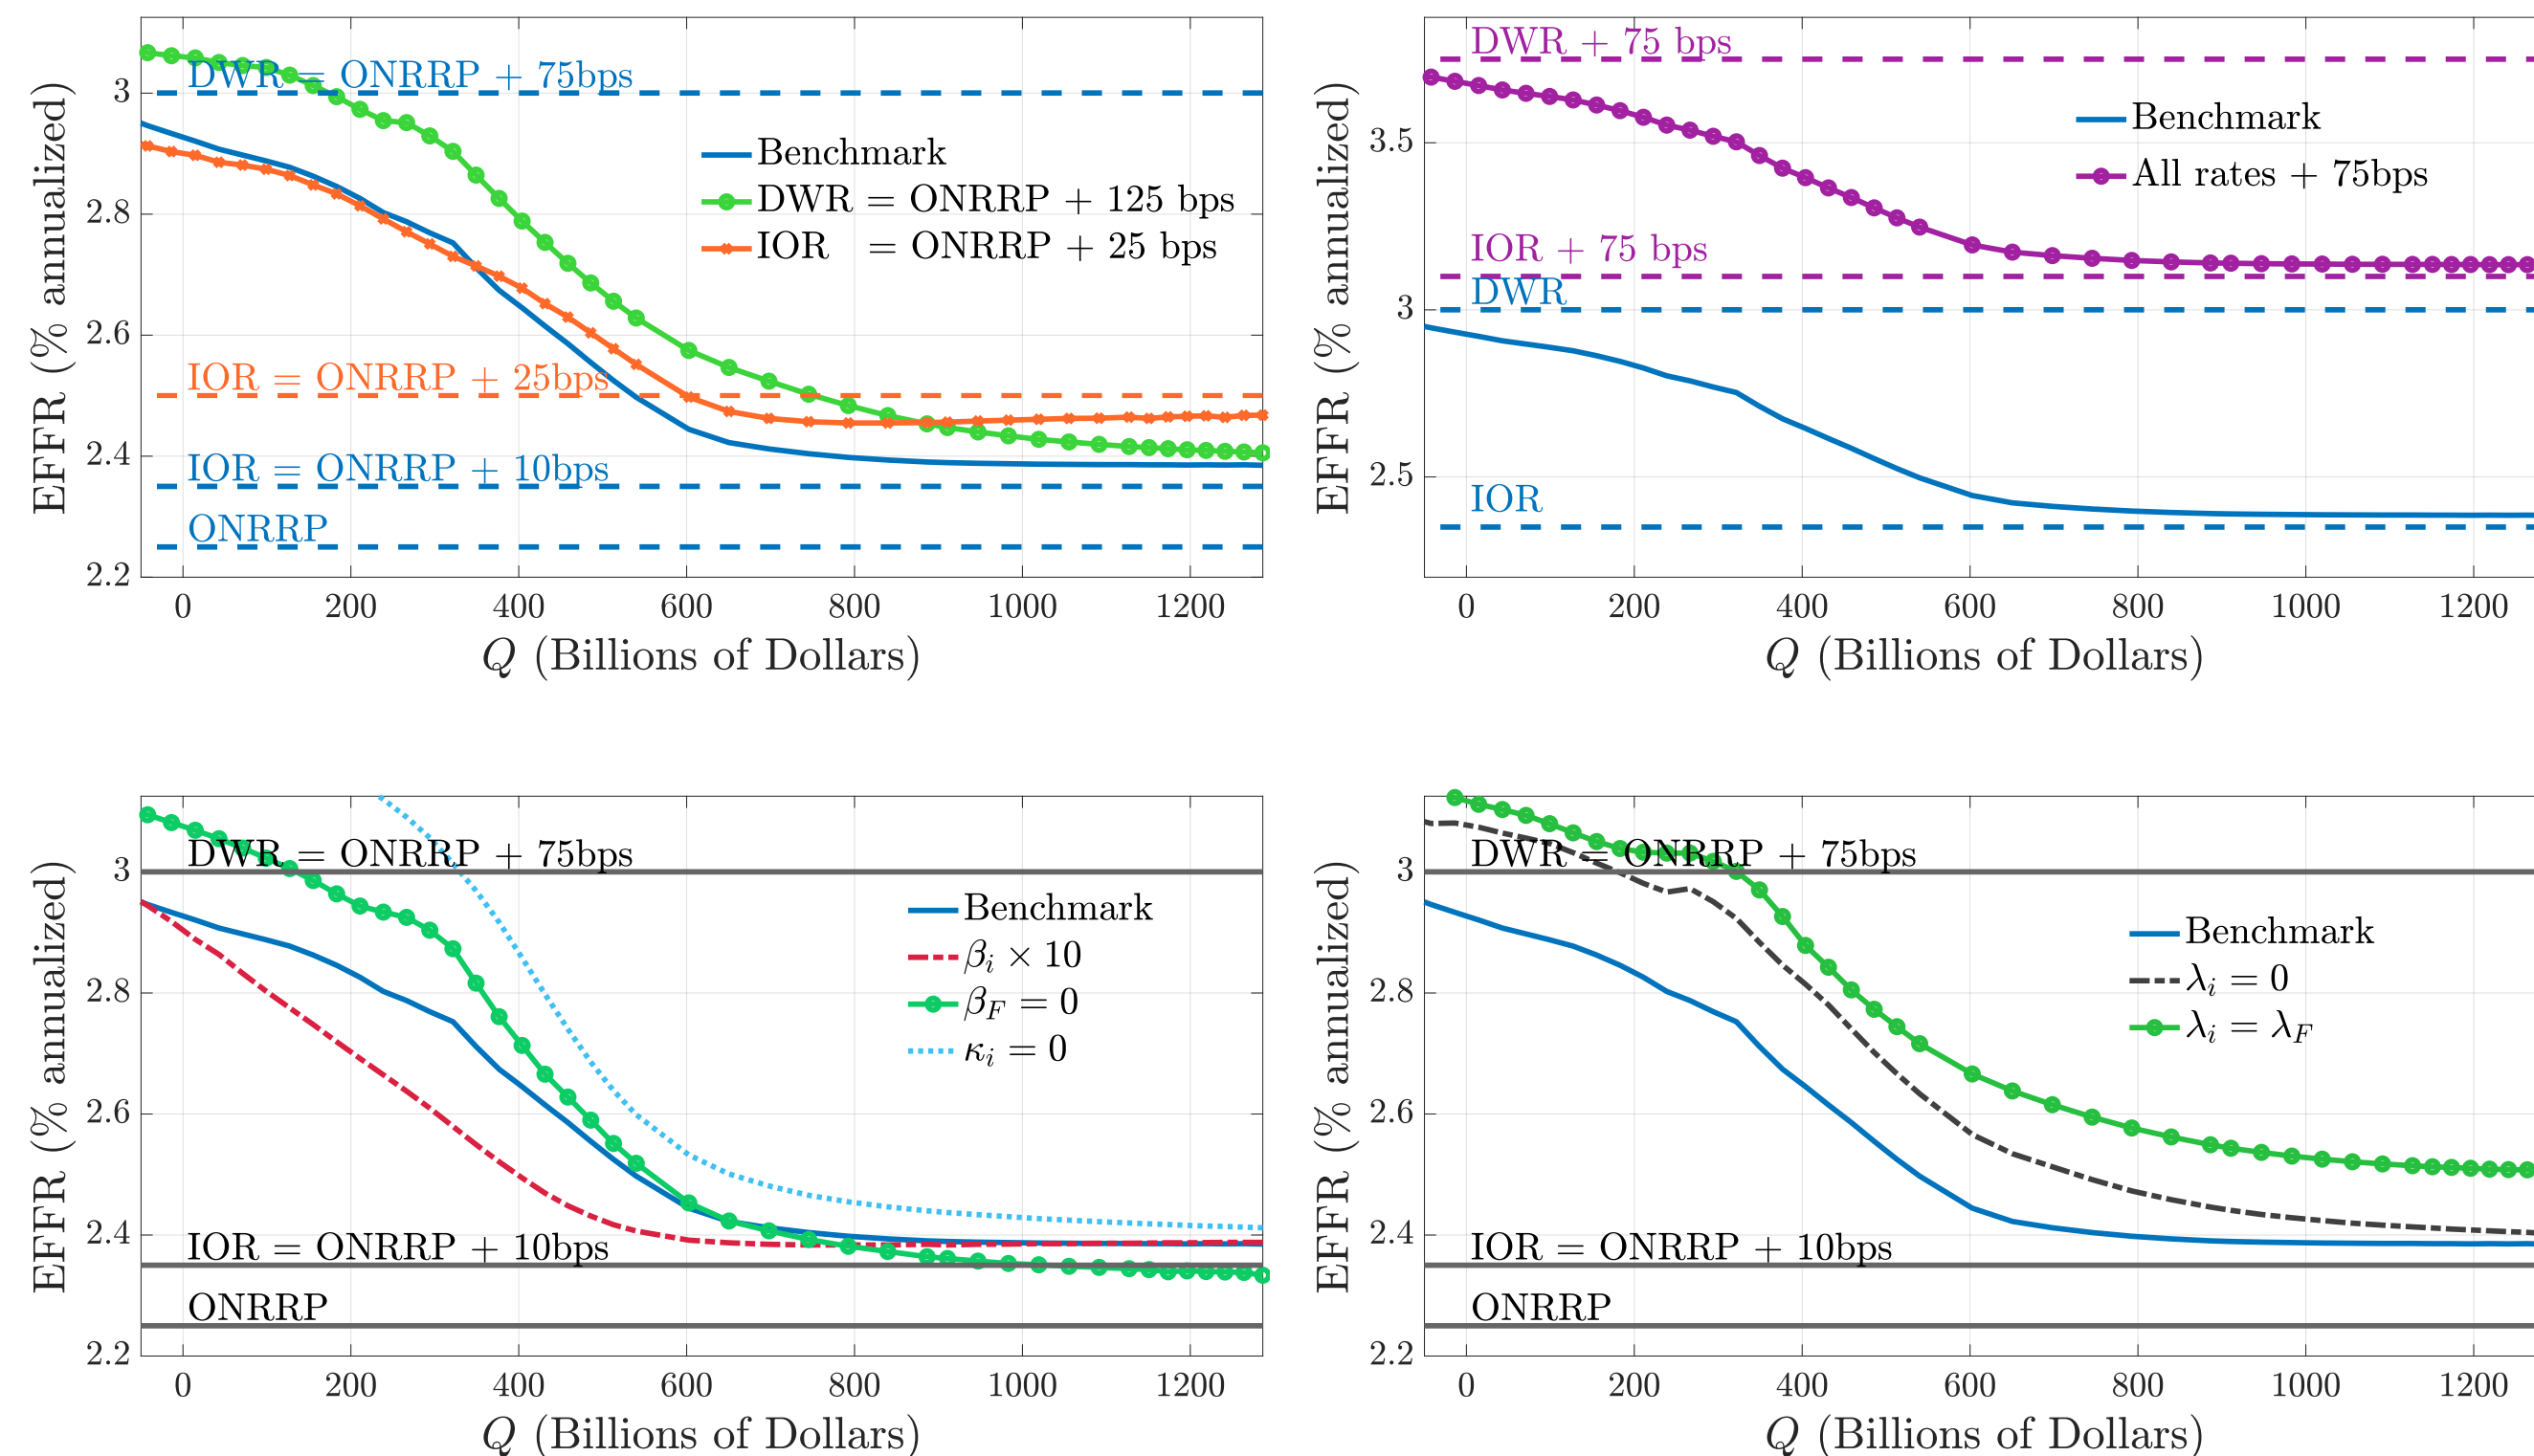 EFFR (% annualized)
3
2.8
2.6
2.4
2.2
DWR = ONRRP + 75bps
Benchmark
DWR = ONRRP + 125 bps
IOR = ONRRP + 25 bps
IOR = ONRRP + 25bps
IOR = ONRRP + 10bps
ONRRP
0 200 400 600 800 1000 1200
Q (Billions of Dollars)
EFFR (% annualized)
3.5
3
2.5
DWR + 75 bps
Benchmark
All rates + 75bps
IOR + 75 bps
DWR
IOR
0 200 400 600 800 1000 1200
Q (Billions of Dollars)
EFFR (% annualized)
3
2.8
2.6
2.4
2.2
DWR = ONRRP + 75bps
Benchmark
βᵢ × 10
β_F = 0
κᵢ = 0
IOR = ONRRP + 10bps
ONRRP
0 200 400 600 800 1000 1200
Q (Billions of Dollars)
EFFR (% annualized)
3
2.8
2.6
2.4
2.2
DWR = ONRRP + 75bps
Benchmark
λᵢ = 0
λᵢ = λ_F
IOR = ONRRP + 10bps
ONRRP
0 200 400 600 800 1000 1200
Q (Billions of Dollars)